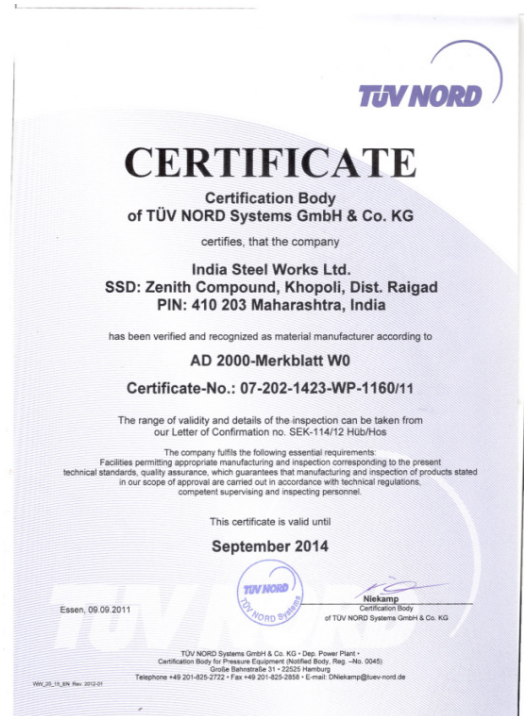 TÜV NORD
CERTIFICATE
Certification Body
of TÜV NORD Systems GmbH & Co. KG
certifies, that the company
India Steel Works Ltd.
SSD: Zenith Compound, Khopoli, Dist. Raigad
PIN: 410 203 Maharashtra, India
has been verified and recognized as material manufacturer according to
AD 2000-Merkblatt W0
Certificate-No.: 07-202-1423-WP-1160/11
The range of validity and details of the inspection can be taken from
our Letter of Confirmation no. SEK-114/12 Hüb/Hos
The company fulfils the following essential requirements:
Facilities permitting appropriate manufacturing and inspection corresponding to the present
technical standards, quality assurance, which guarantees that manufacturing and inspection of products stated
in our scope of approval are carried out in accordance with technical regulations,
competent supervising and inspecting personnel.
This certificate is valid until
September 2014
TÜV NORD
TÜV NORD Systems
Niekamp
Certification Body
of TÜV NORD Systems GmbH & Co. KG
Essen, 09.09.2011
TÜV NORD
TÜV NORD Systems GmbH & Co. KG • Dep. Power Plant •
Certification Body for Pressure Equipment (Notified Body, Reg. –No. 0045)
Große Bahnstraße 31 • 22525 Hamburg
Telephone +49 201-825-2722 • Fax +49 201-825-2858 • E-mail: DNiekamp@tuev-nord.de
Rev. 2012-01